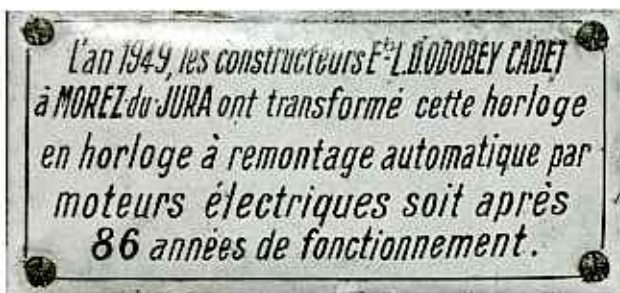 L'an 1949, les constructeurs Ets L.D.ODOBEY CADET
à MOREZ du JURA ont transformé cette horloge
en horloge à remontage automatique par
moteurs électriques soit après
86 années de fonctionnement.